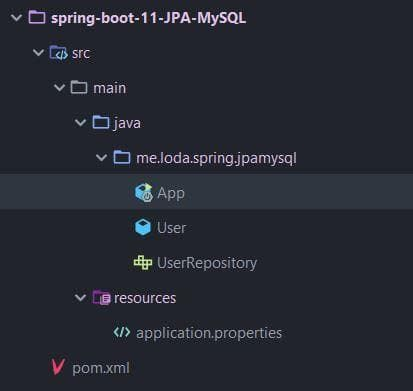 spring-boot-11-JPA-MySQL
src
main
java
me.loda.spring.jpamysql
App
User
UserRepository
resources
application.properties
pom.xml